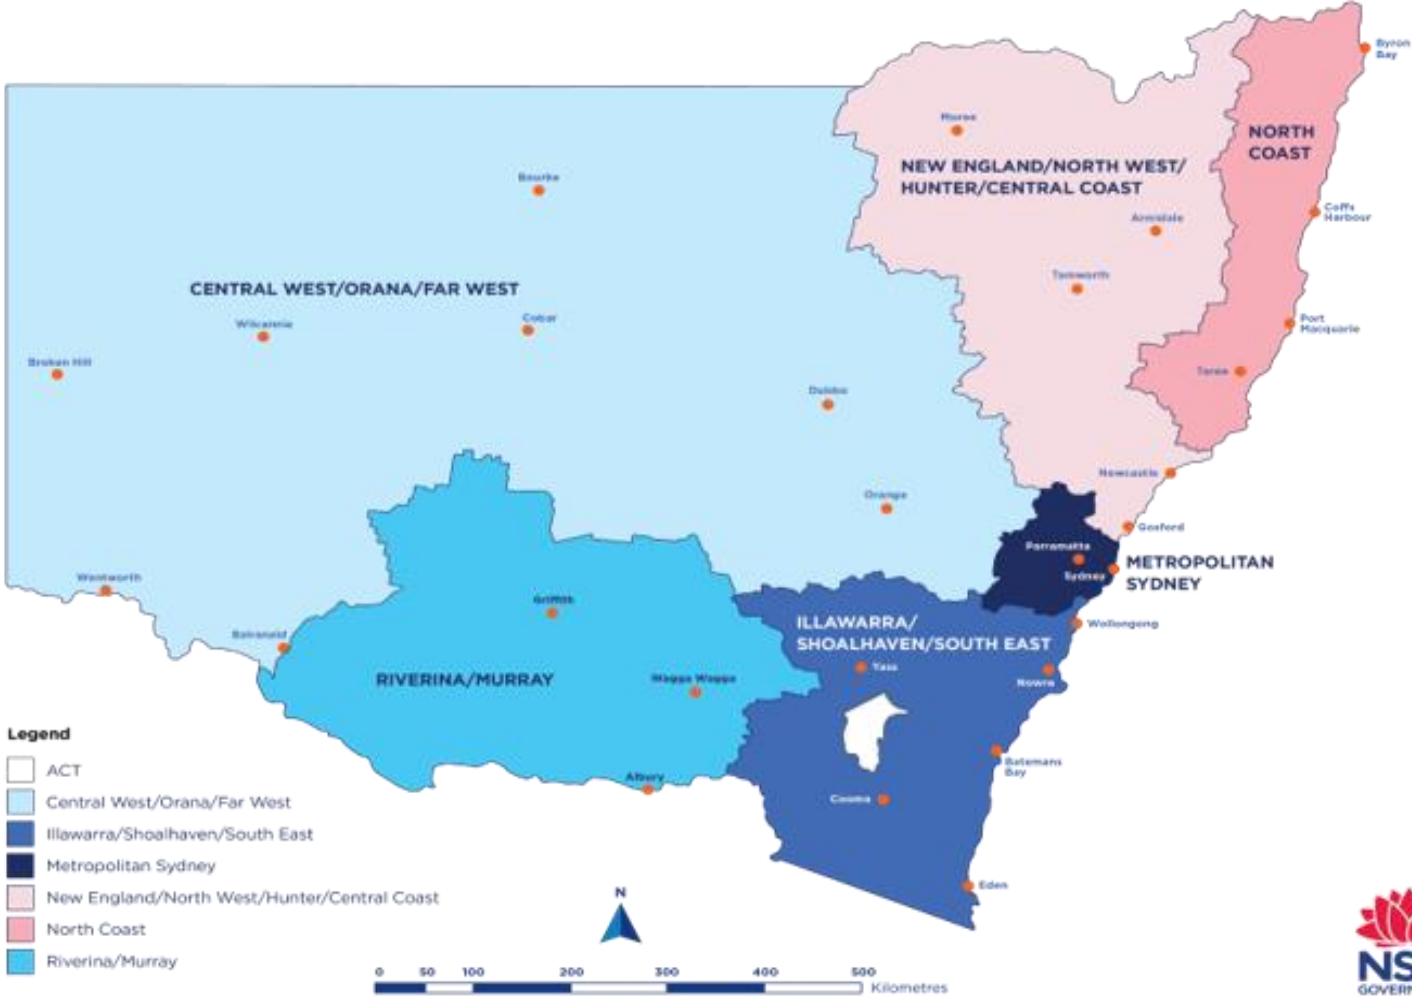 Byron
Bay
NORTH
COAST
Moree
NEW ENGLAND/NORTH WEST/
HUNTER/CENTRAL COAST
Bourke
Armidale
Coffs
Harbour
Tamworth
CENTRAL WEST/ORANA/FAR WEST
Wilcannia
Cobar
Port
Macquarie
Broken Hill
Taree
Dubbo
Newcastle
Orange
Gosford
Parramatta
Sydney
METROPOLITAN
SYDNEY
Wentworth
Griffith
ILLAWARRA/
SHOALHAVEN/SOUTH EAST
Wollongong
Balranald
Yass
RIVERINA/MURRAY
Wagga Wagga
Nowra
Batemans
Bay
Albury
Cooma
Eden
Legend
ACT
Central West/Orana/Far West
Illawarra/Shoalhaven/South East
Metropolitan Sydney
New England/North West/Hunter/Central Coast
North Coast
Riverina/Murray
N
0 50 100 200 300 400 500
Kilometres
NS
GOVERN